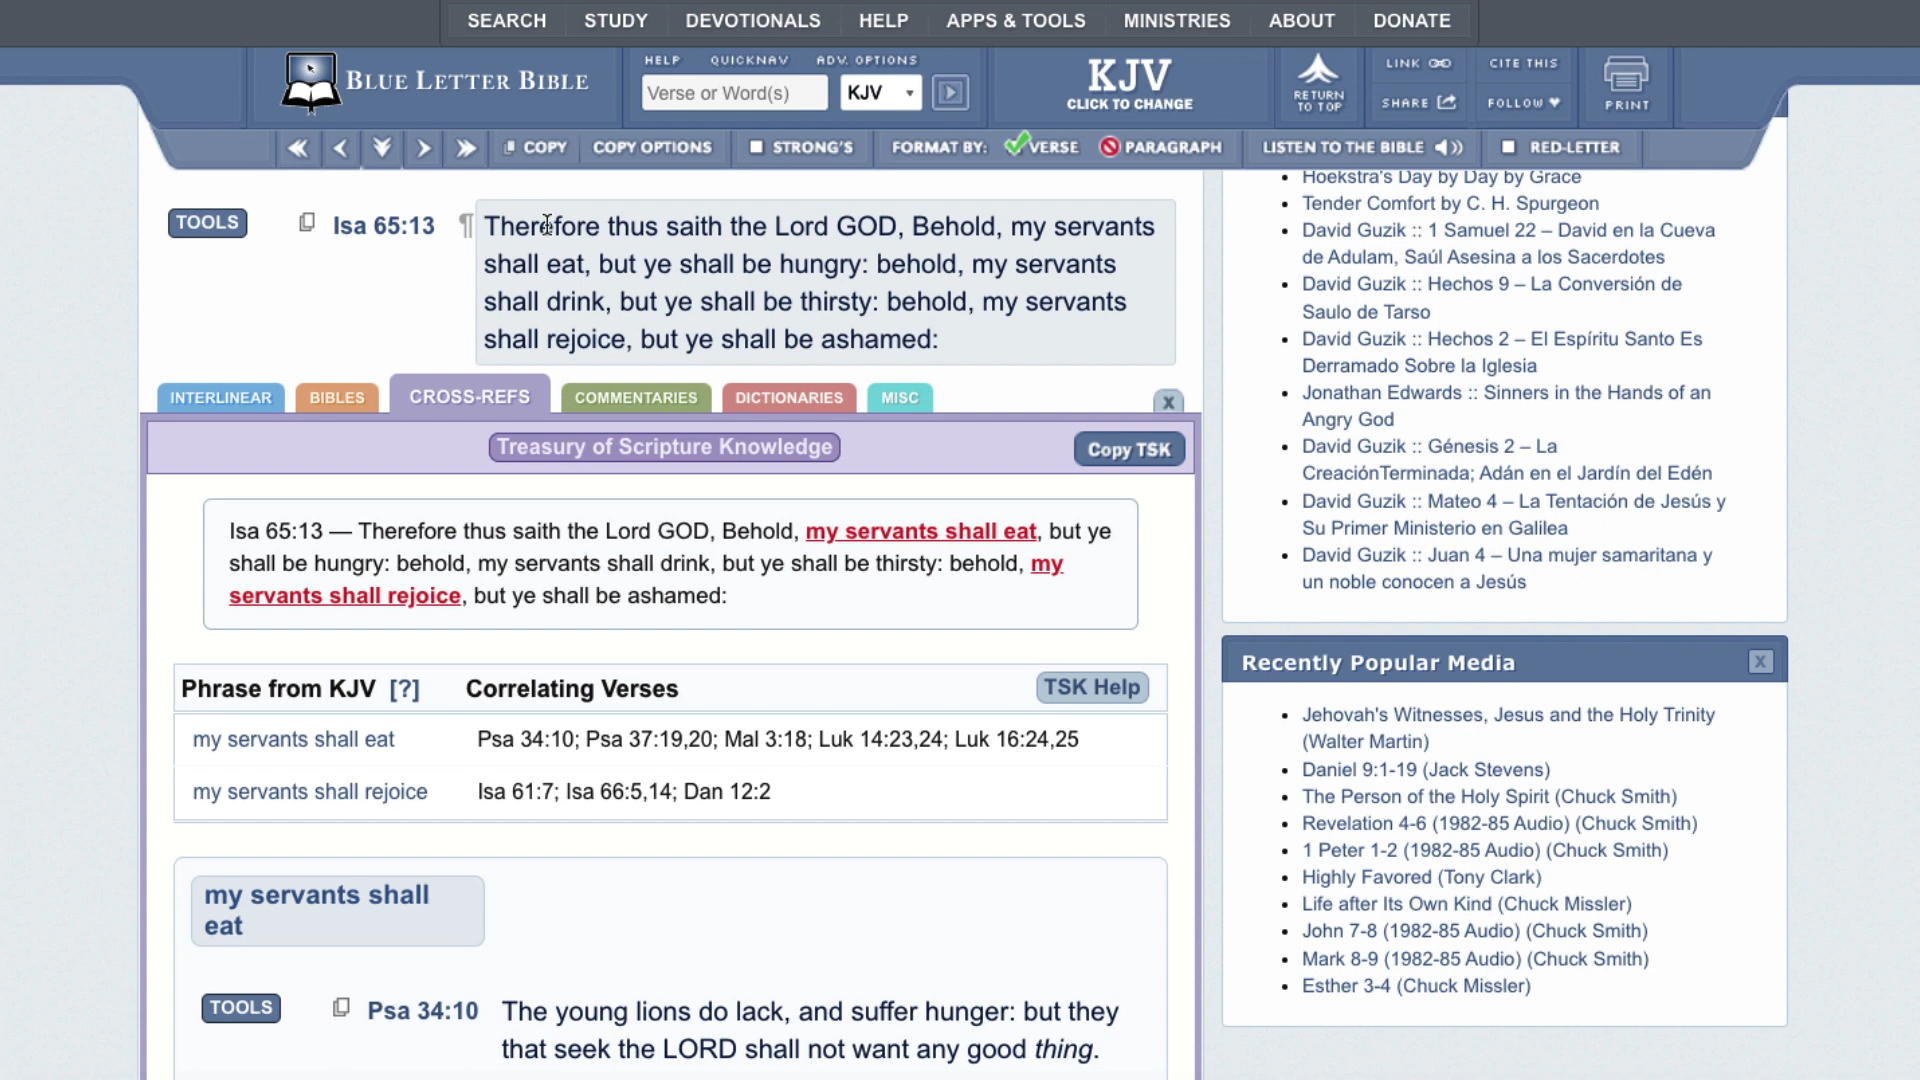 SEARCH STUDY DEVOTIONALS HELP APPS & TOOLS MINISTRIES ABOUT DONATE
BLUE LETTER BIBLE
HELP QUICKNAV ADV. OPTIONS
Verse or Word(s) KJV
KJV
CLICK TO CHANGE
RETURN
TO TOP
LINK CITE THIS
SHARE FOLLOW
PRINT
COPY COPY OPTIONS STRONG'S FORMAT BY: VERSE PARAGRAPH LISTEN TO THE BIBLE RED-LETTER
TOOLS Isa 65:13 ¶ Therefore thus saith the Lord GOD, Behold, my servants
shall eat, but ye shall be hungry: behold, my servants
shall drink, but ye shall be thirsty: behold, my servants
shall rejoice, but ye shall be ashamed:
INTERLINEAR BIBLES CROSS-REFS COMMENTARIES DICTIONARIES MISC X
Treasury of Scripture Knowledge Copy TSK
Isa 65:13 — Therefore thus saith the Lord GOD, Behold, my servants shall eat, but ye
shall be hungry: behold, my servants shall drink, but ye shall be thirsty: behold, my
servants shall rejoice, but ye shall be ashamed:
Phrase from KJV [?] Correlating Verses TSK Help
my servants shall eat Psa 34:10; Psa 37:19,20; Mal 3:18; Luk 14:23,24; Luk 16:24,25
my servants shall rejoice Isa 61:7; Isa 66:5,14; Dan 12:2
my servants shall
eat
TOOLS Psa 34:10 The young lions do lack, and suffer hunger: but they
that seek the LORD shall not want any good thing.
Hoekstra's Day by Day by Grace
Tender Comfort by C. H. Spurgeon
David Guzik :: 1 Samuel 22 – David en la Cueva
de Adulam, Saúl Asesina a los Sacerdotes
David Guzik :: Hechos 9 – La Conversión de
Saulo de Tarso
David Guzik :: Hechos 2 – El Espíritu Santo Es
Derramado Sobre la Iglesia
Jonathan Edwards :: Sinners in the Hands of an
Angry God
David Guzik :: Génesis 2 – La
CreaciónTerminada; Adán en el Jardín del Edén
David Guzik :: Mateo 4 – La Tentación de Jesús y
Su Primer Ministerio en Galilea
David Guzik :: Juan 4 – Una mujer samaritana y
un noble conocen a Jesús
Recently Popular Media X
Jehovah's Witnesses, Jesus and the Holy Trinity
(Walter Martin)
Daniel 9:1-19 (Jack Stevens)
The Person of the Holy Spirit (Chuck Smith)
Revelation 4-6 (1982-85 Audio) (Chuck Smith)
1 Peter 1-2 (1982-85 Audio) (Chuck Smith)
Highly Favored (Tony Clark)
Life after Its Own Kind (Chuck Missler)
John 7-8 (1982-85 Audio) (Chuck Smith)
Mark 8-9 (1982-85 Audio) (Chuck Smith)
Esther 3-4 (Chuck Missler)